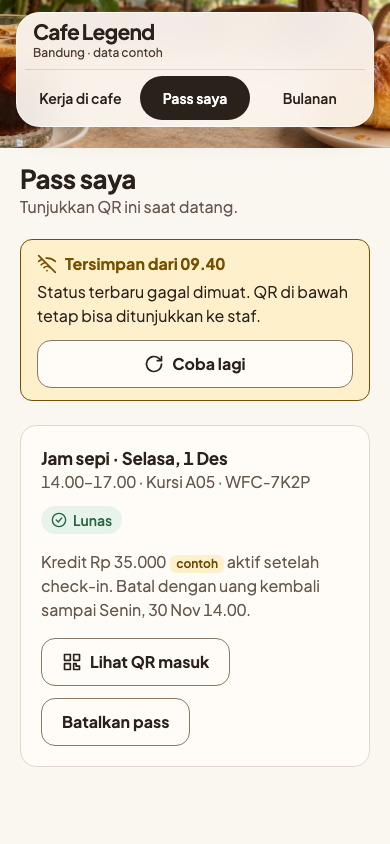 Cafe Legend
Bandung · data contoh
Kerja di cafe
Pass saya
Bulanan
Pass saya
Tunjukkan QR ini saat datang.
Tersimpan dari 09.40
Status terbaru gagal dimuat. QR di bawah
tetap bisa ditunjukkan ke staf.
Coba lagi
Jam sepi · Selasa, 1 Des
14.00–17.00 · Kursi A05 · WFC-7K2P
Lunas
Kredit Rp 35.000 contoh aktif setelah
check-in. Batal dengan uang kembali
sampai Senin, 30 Nov 14.00.
Lihat QR masuk
Batalkan pass